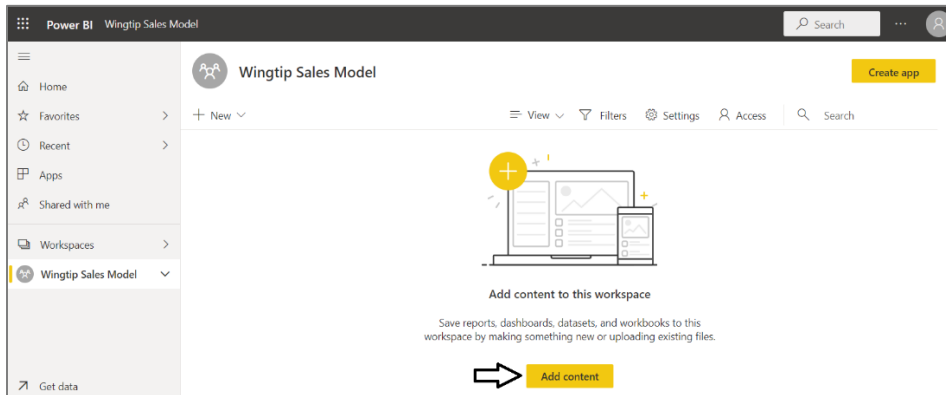 Power BI Wingtip Sales Model
Search
Wingtip Sales Model
Create app
Home
Favorites
Recent
Apps
Shared with me
Workspaces
Wingtip Sales Model
Get data
New
View
Filters
Settings
Access
Search
Add content to this workspace
Save reports, dashboards, datasets, and workbooks to this
workspace by making something new or uploading existing files.
Add content